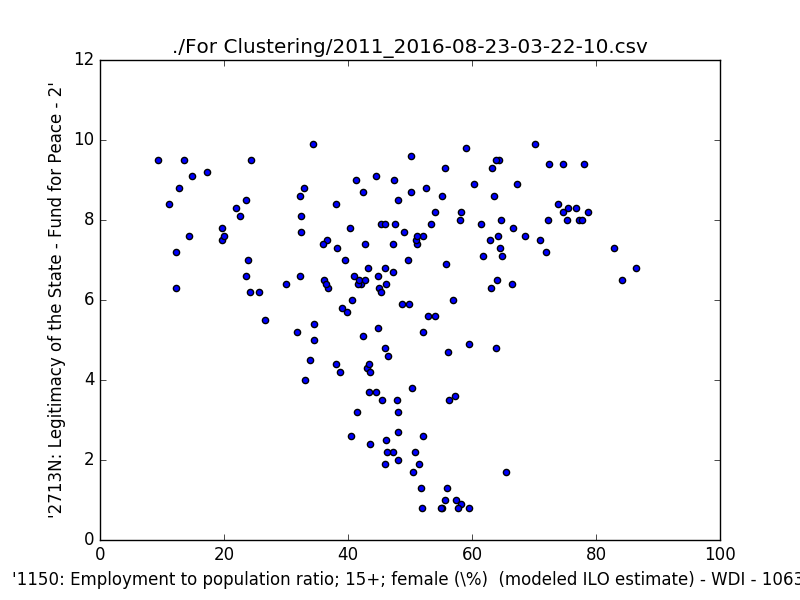 ./For Clustering/2011_2016-08-23-03-22-10.csv
12
10
8
6
4
2
0
'2713N: Legitimacy of the State - Fund for Peace - 2'
0 20 40 60 80 100
'1150: Employment to population ratio; 15+; female (\%) (modeled ILO estimate) - WDI - 1063